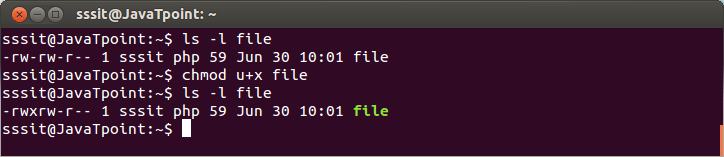 sssit@JavaTpoint: ~
sssit@JavaTpoint:~$ ls -l file
-rw-rw-r-- 1 sssit php 59 Jun 30 10:01 file
sssit@JavaTpoint:~$ chmod u+x file
sssit@JavaTpoint:~$ ls -l file
-rwxrw-r-- 1 sssit php 59 Jun 30 10:01 file
sssit@JavaTpoint:~$